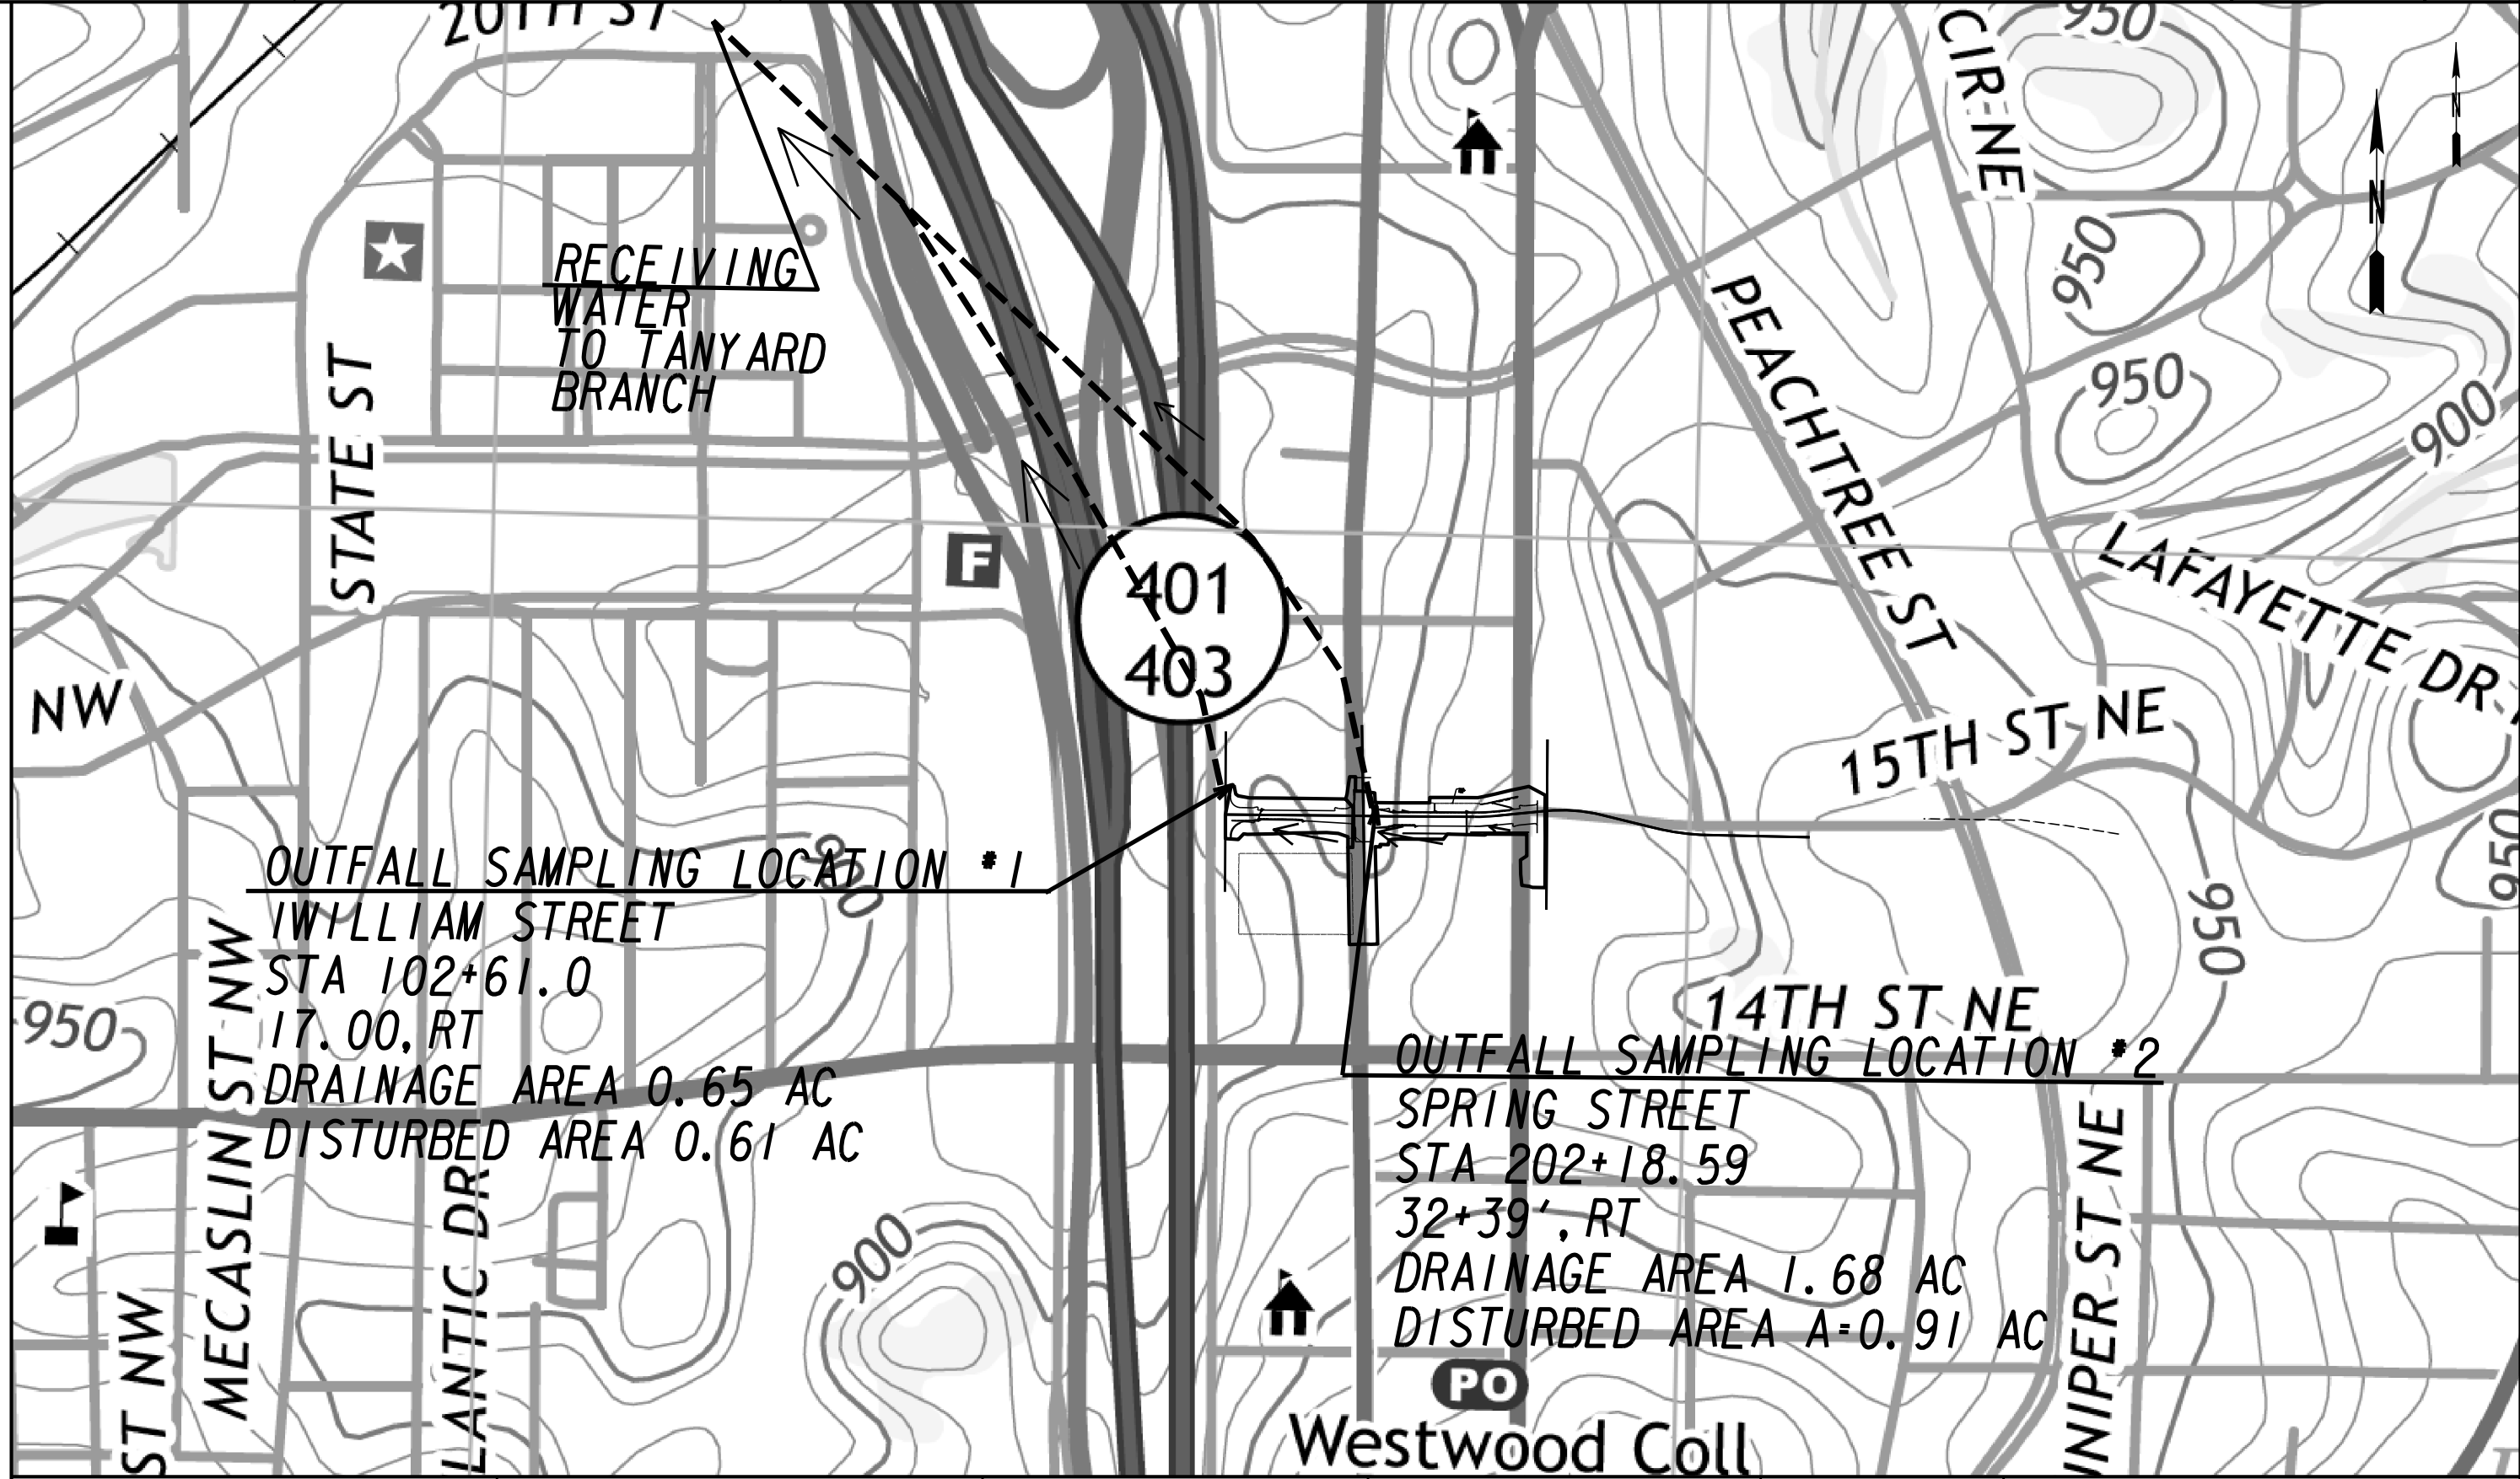 20TH ST
CIR NE
950
N
N
RECEIVING
WATER
TO TANYARD
BRANCH
STATE ST
PEACHTREE ST
950
950
900
F
401
403
LAFAYETTE DR
NW
15TH ST NE
900
OUTFALL SAMPLING LOCATION #1
IWILLIAM STREET
STA 102+61.0
17.00,RT
DRAINAGE AREA 0.65 AC
DISTURBED AREA 0.61 AC
950
950
950
MECASLIN ST NW
14TH ST NE
OUTFALL SAMPLING LOCATION #2
SPRING STREET
STA 202+18.59
32+39',RT
DRAINAGE AREA 1.68 AC
DISTURBED AREA A=0.91 AC
900
ST NW
LANTIC DR
NIPER ST NE
PO
Westwood Coll